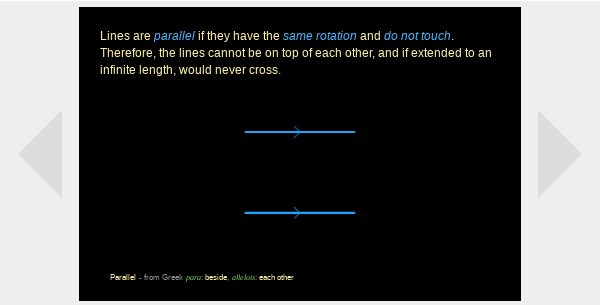 Lines are parallel if they have the same rotation and do not touch.
Therefore, the lines cannot be on top of each other, and if extended to an
infinite length, would never cross.
Parallel - from Greek para: beside, allelois: each other